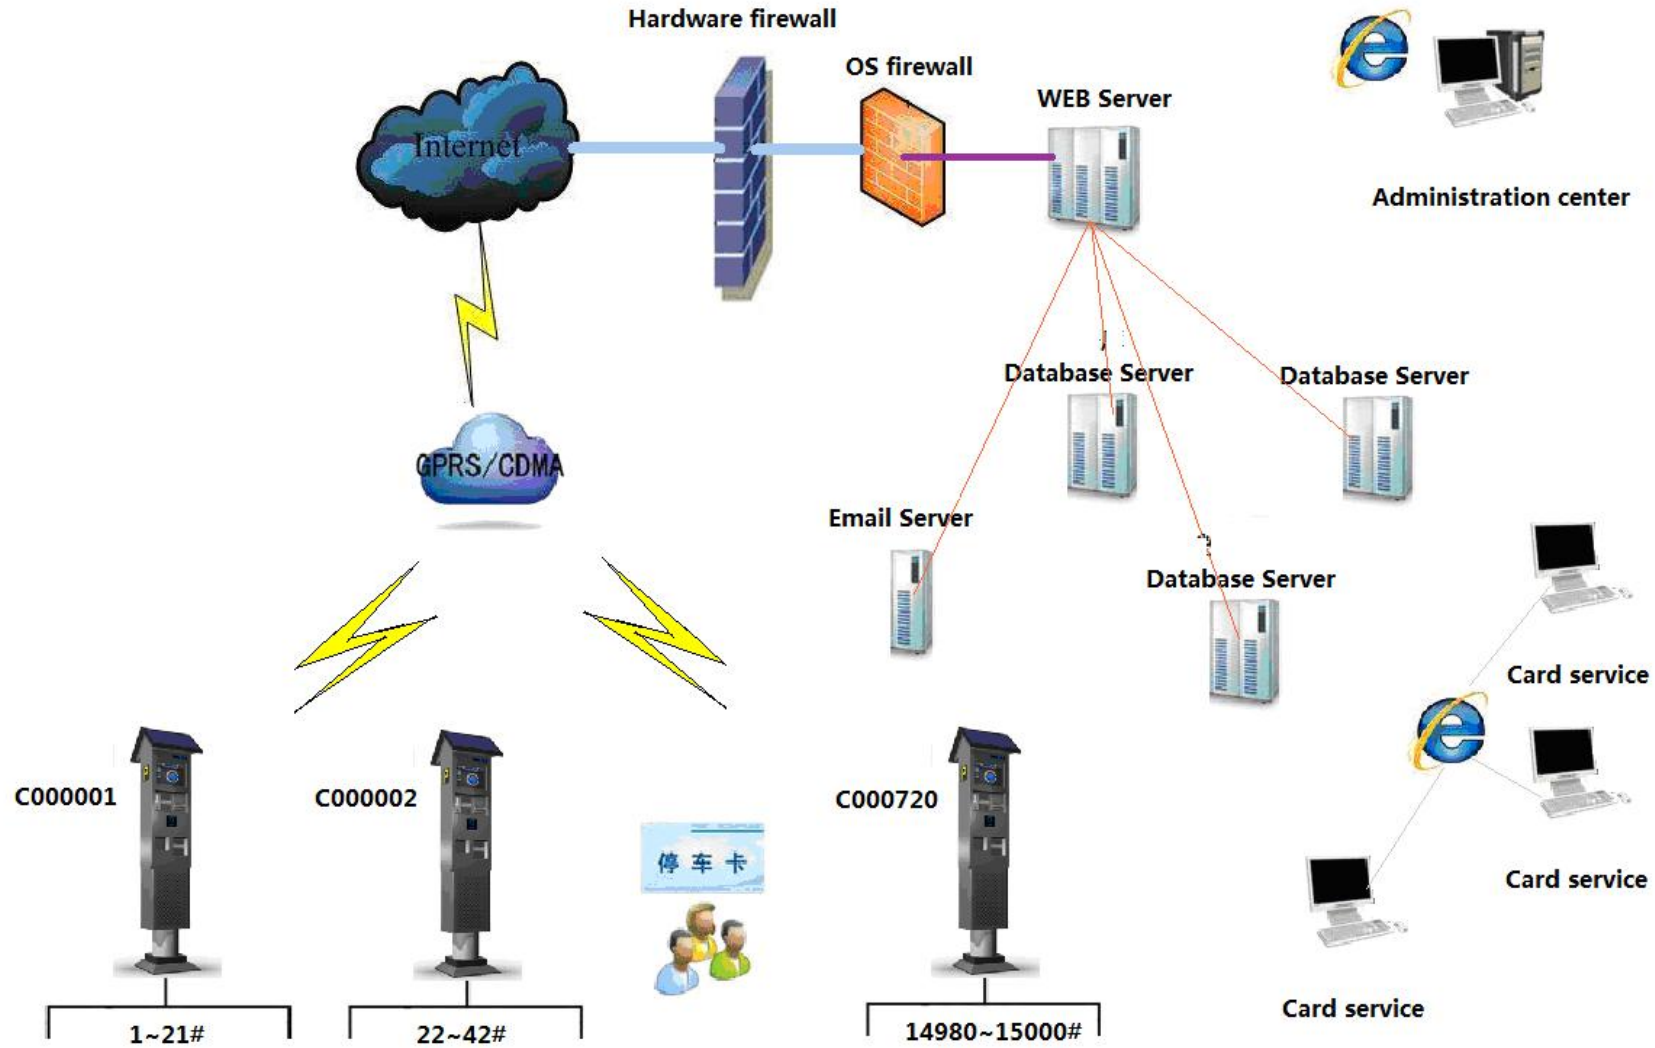 Hardware firewall
OS firewall
WEB Server
Internet
Administration center
Database Server
Database Server
GPRS/CDMA
Email Server
Database Server
Card service
C000001
C000002
C000720
停车卡
Card service
Card service
1~21#
22~42#
14980~15000#